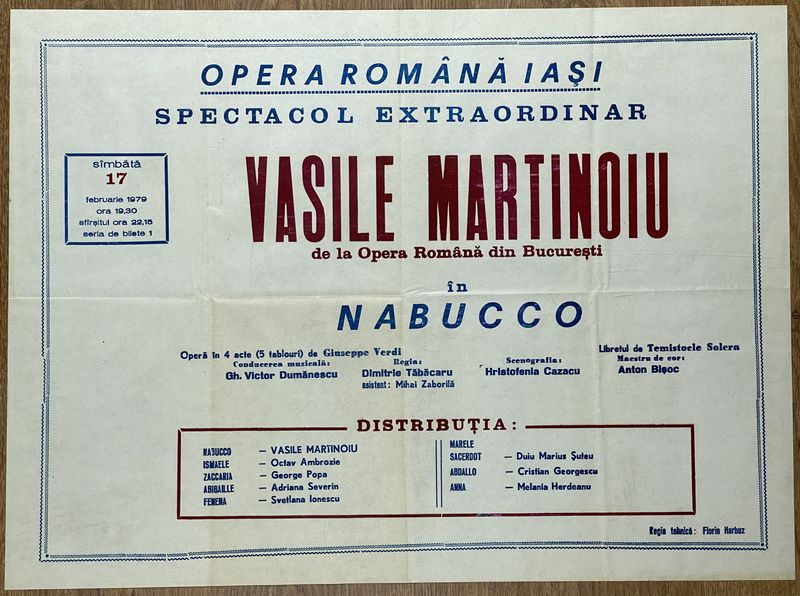 OPERA ROMÂNĂ IAŞI
SPECTACOL EXTRAORDINAR
sîmbătă
17
februarie 1979
ora 19,30
sfîrşitul ora 22,15
seria de bilete 1
VASILE MARTINOIU
de la Opera Română din Bucureşti
în
NABUCCO
Operă în 4 acte (5 tablouri) de Giuseppe Verdi
Libretul de Temistocle Solera
Conducerea muzicală:
Gh. Victor Dumănescu
Regia:
Dimitrie Tăbăcaru
asistent: Mihai Zaborilă
Scenografia:
Hristofenia Cazacu
Maestru de cor:
Anton Bişoc
DISTRIBUŢIA:
NABUCCO — VASILE MARTINOIU
ISMAELE — Octav Ambrozie
ZACCARIA — George Popa
ABIGAILLE — Adriana Severin
FENENA — Svetlana Ionescu
MARELE
SACERDOT — Duiu Marius Şuteu
ABDALLO — Cristian Georgescu
ANNA — Melania Herdeanu
Regia tehnică: Florin Harbuz